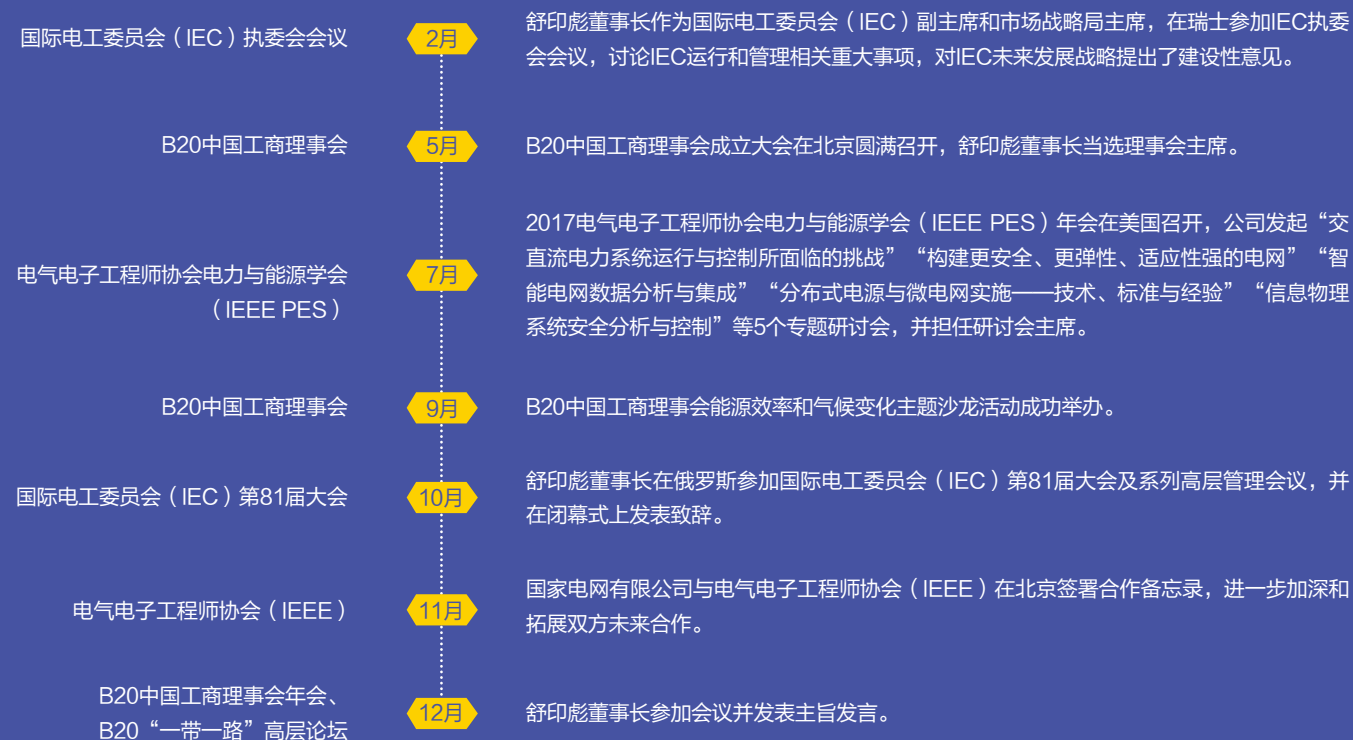 国际电工委员会（IEC）执委会会议
2月
舒印彪董事长作为国际电工委员会（IEC）副主席和市场战略局主席，在瑞士参加IEC执委
会会议，讨论IEC运行和管理相关重大事项，对IEC未来发展战略提出了建设性意见。
B20中国工商理事会
5月
B20中国工商理事会成立大会在北京圆满召开，舒印彪董事长当选理事会主席。
电气电子工程师协会电力与能源学会
（IEEE PES）
7月
2017电气电子工程师协会电力与能源学会（IEEE PES）年会在美国召开，公司发起“交
直流电力系统运行与控制所面临的挑战”“构建更安全、更弹性、适应性强的电网”“智
能电网数据分析与集成”“分布式电源与微电网实施——技术、标准与经验”“信息物理
系统安全分析与控制”等5个专题研讨会，并担任研讨会主席。
B20中国工商理事会
9月
B20中国工商理事会能源效率和气候变化主题沙龙活动成功举办。
国际电工委员会（IEC）第81届大会
10月
舒印彪董事长在俄罗斯参加国际电工委员会（IEC）第81届大会及系列高层管理会议，并
在闭幕式上发表致辞。
电气电子工程师协会（IEEE）
11月
国家电网有限公司与电气电子工程师协会（IEEE）在北京签署合作备忘录，进一步加深和
拓展双方未来合作。
B20中国工商理事会年会、
B20“一带一路”高层论坛
12月
舒印彪董事长参加会议并发表主旨发言。